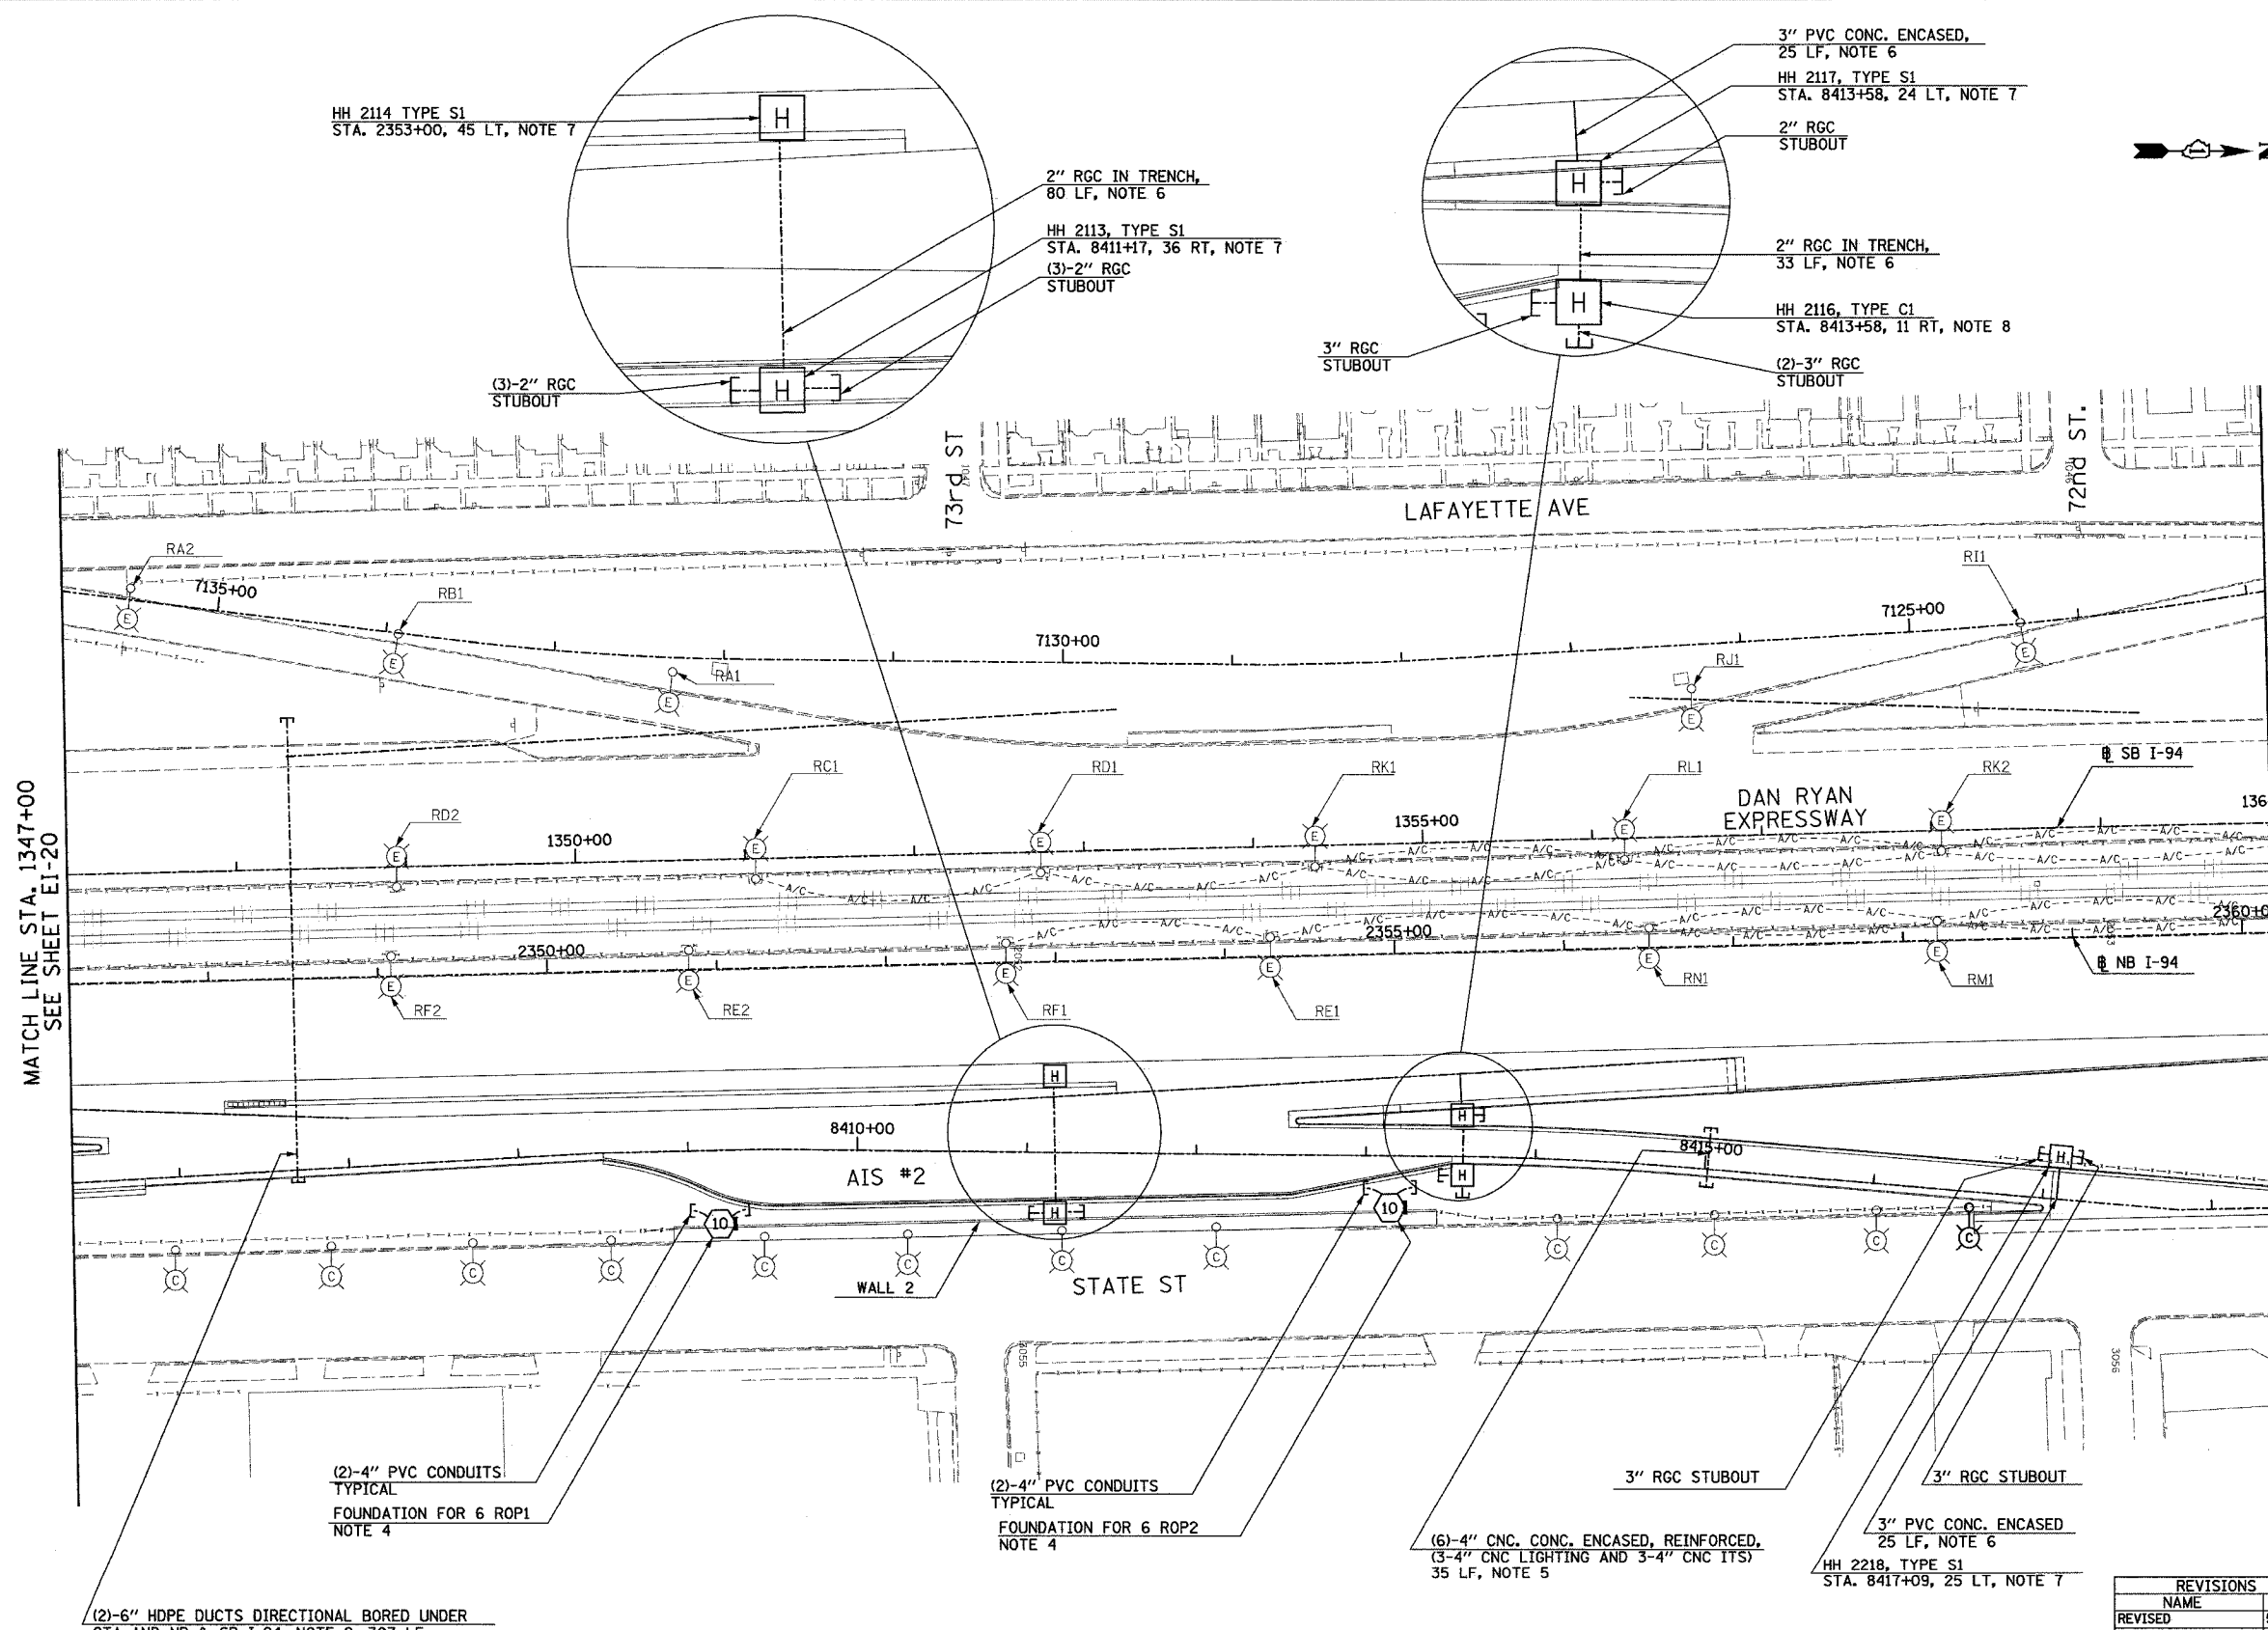 3" PVC CONC. ENCASED,
25 LF, NOTE 6
HH 2117, TYPE S1
STA. 8413+58, 24 LT, NOTE 7
2" RGC
STUBOUT
HH 2114 TYPE S1
STA. 2353+00, 45 LT, NOTE 7
H
H
2" RGC IN TRENCH,
80 LF, NOTE 6
HH 2113, TYPE S1
STA. 8411+17, 36 RT, NOTE 7
(3)-2" RGC
STUBOUT
2" RGC IN TRENCH,
33 LF, NOTE 6
H
HH 2116, TYPE C1
STA. 8413+58, 11 RT, NOTE 8
3" RGC
STUBOUT
(2)-3" RGC
STUBOUT
(3)-2" RGC
STUBOUT
H
73rd ST
72nd ST.
LAFAYETTE AVE
RA2
7135+00
RB1
RA1
7130+00
7125+00
RI1
RJ1
E E E E E
MATCH LINE STA. 1347+00
SEE SHEET EI-20
RC1
RD1
RK1
RL1
RK2
SB I-94
DAN RYAN
EXPRESSWAY
RD2
1350+00
1355+00
136
E E E E E E
A/C A/C A/C A/C A/C A/C
2350+00
2355+00
2360+0
NB I-94
E E E E E E
RF2
RE2
RF1
RE1
RN1
RM1
H
H
8410+00
8415+00
H
AIS #2
H
10
H
10
C C C C C C C C C C C C
WALL 2
STATE ST
3055
3056
(2)-4" PVC CONDUITS
TYPICAL
FOUNDATION FOR 6 ROP1
NOTE 4
(2)-4" PVC CONDUITS
TYPICAL
FOUNDATION FOR 6 ROP2
NOTE 4
3" RGC STUBOUT
3" RGC STUBOUT
(6)-4" CNC. CONC. ENCASED, REINFORCED,
(3-4" CNC LIGHTING AND 3-4" CNC ITS)
35 LF, NOTE 5
3" PVC CONC. ENCASED
25 LF, NOTE 6
HH 2218, TYPE S1
STA. 8417+09, 25 LT, NOTE 7
REVISIONS
NAME
REVISED
(2)-6" HDPE DUCTS DIRECTIONAL BORED UNDER